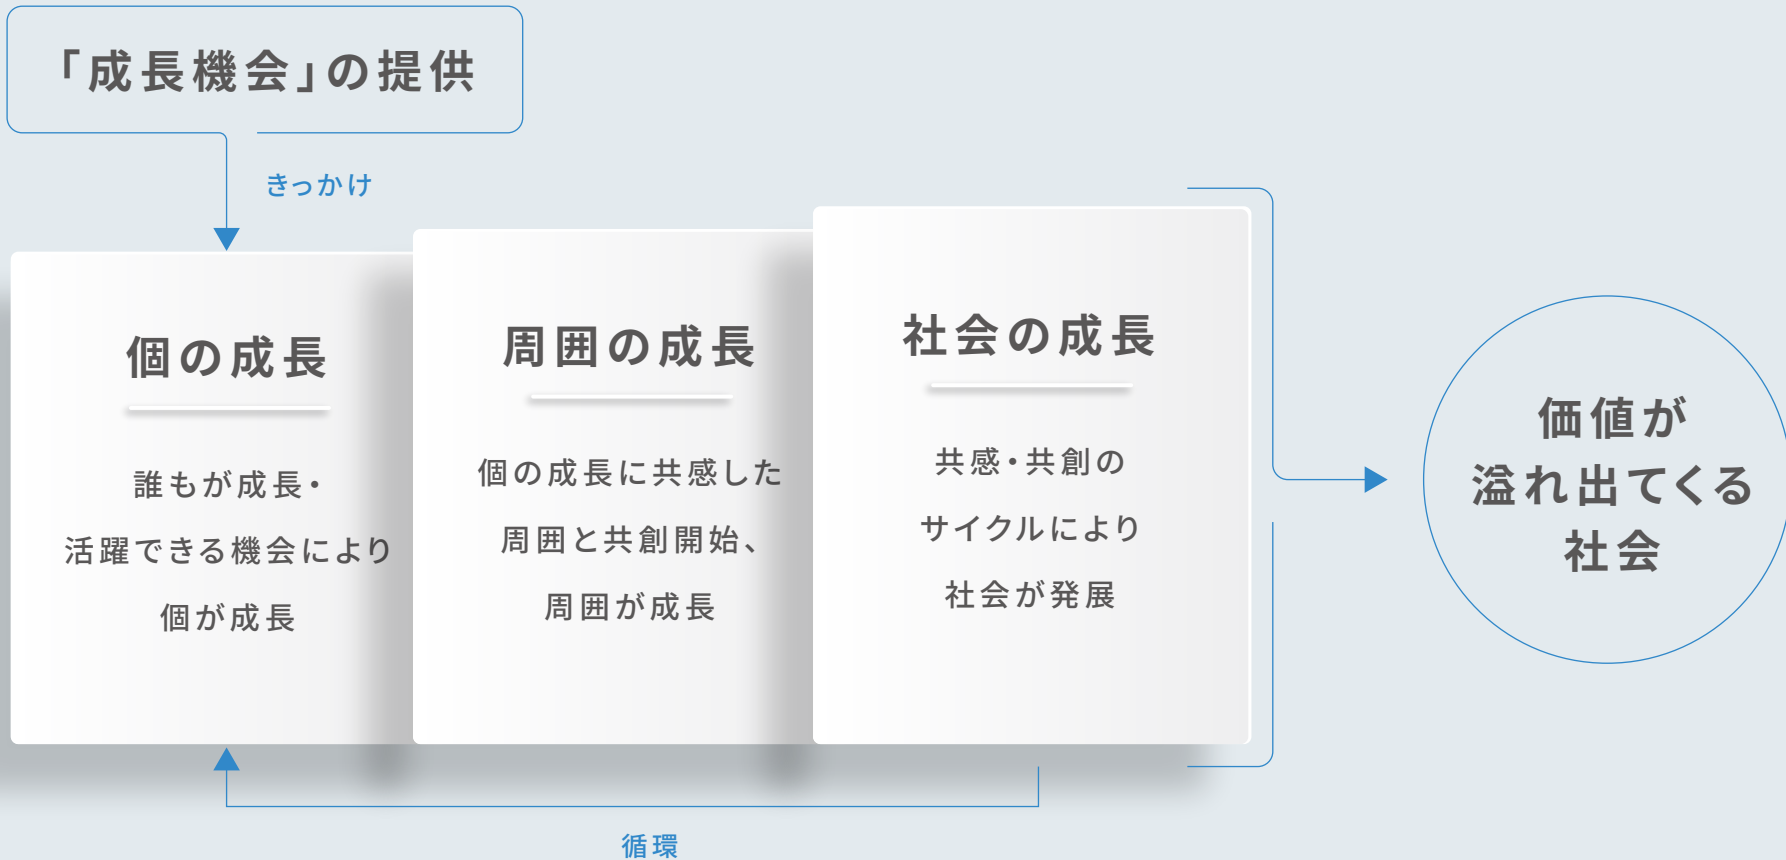 「成長機会」の提供
きっかけ
個の成長
誰もが成長・
活躍できる機会により
個が成長
周囲の成長
個の成長に共感した
周囲と共創開始、
周囲が成長
社会の成長
共感・共創の
サイクルにより
社会が発展
価値が
溢れ出てくる
社会
循環